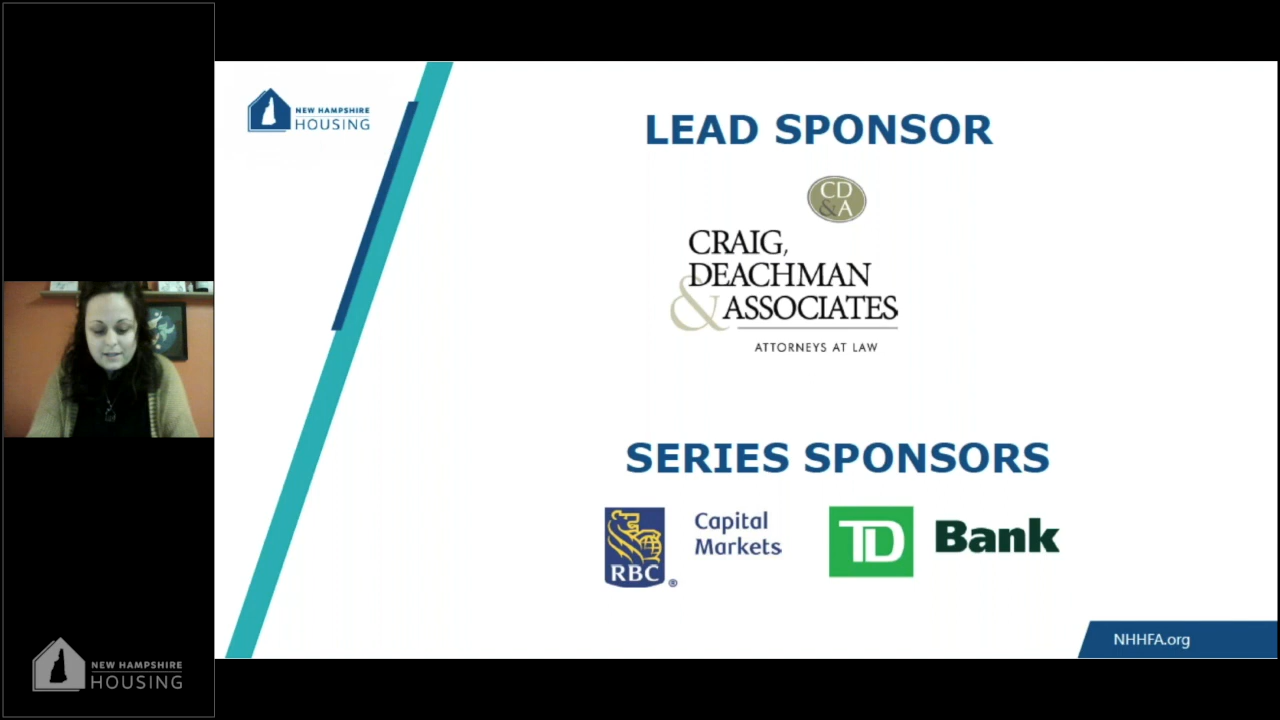 NEW HAMPSHIRE
HOUSING
LEAD SPONSOR
CD
&A
CRAIG,
DEACHMAN
& ASSOCIATES
ATTORNEYS AT LAW
SERIES SPONSORS
RBC ®
Capital
Markets
TD Bank
NHHFA.org
NEW HAMPSHIRE
HOUSING